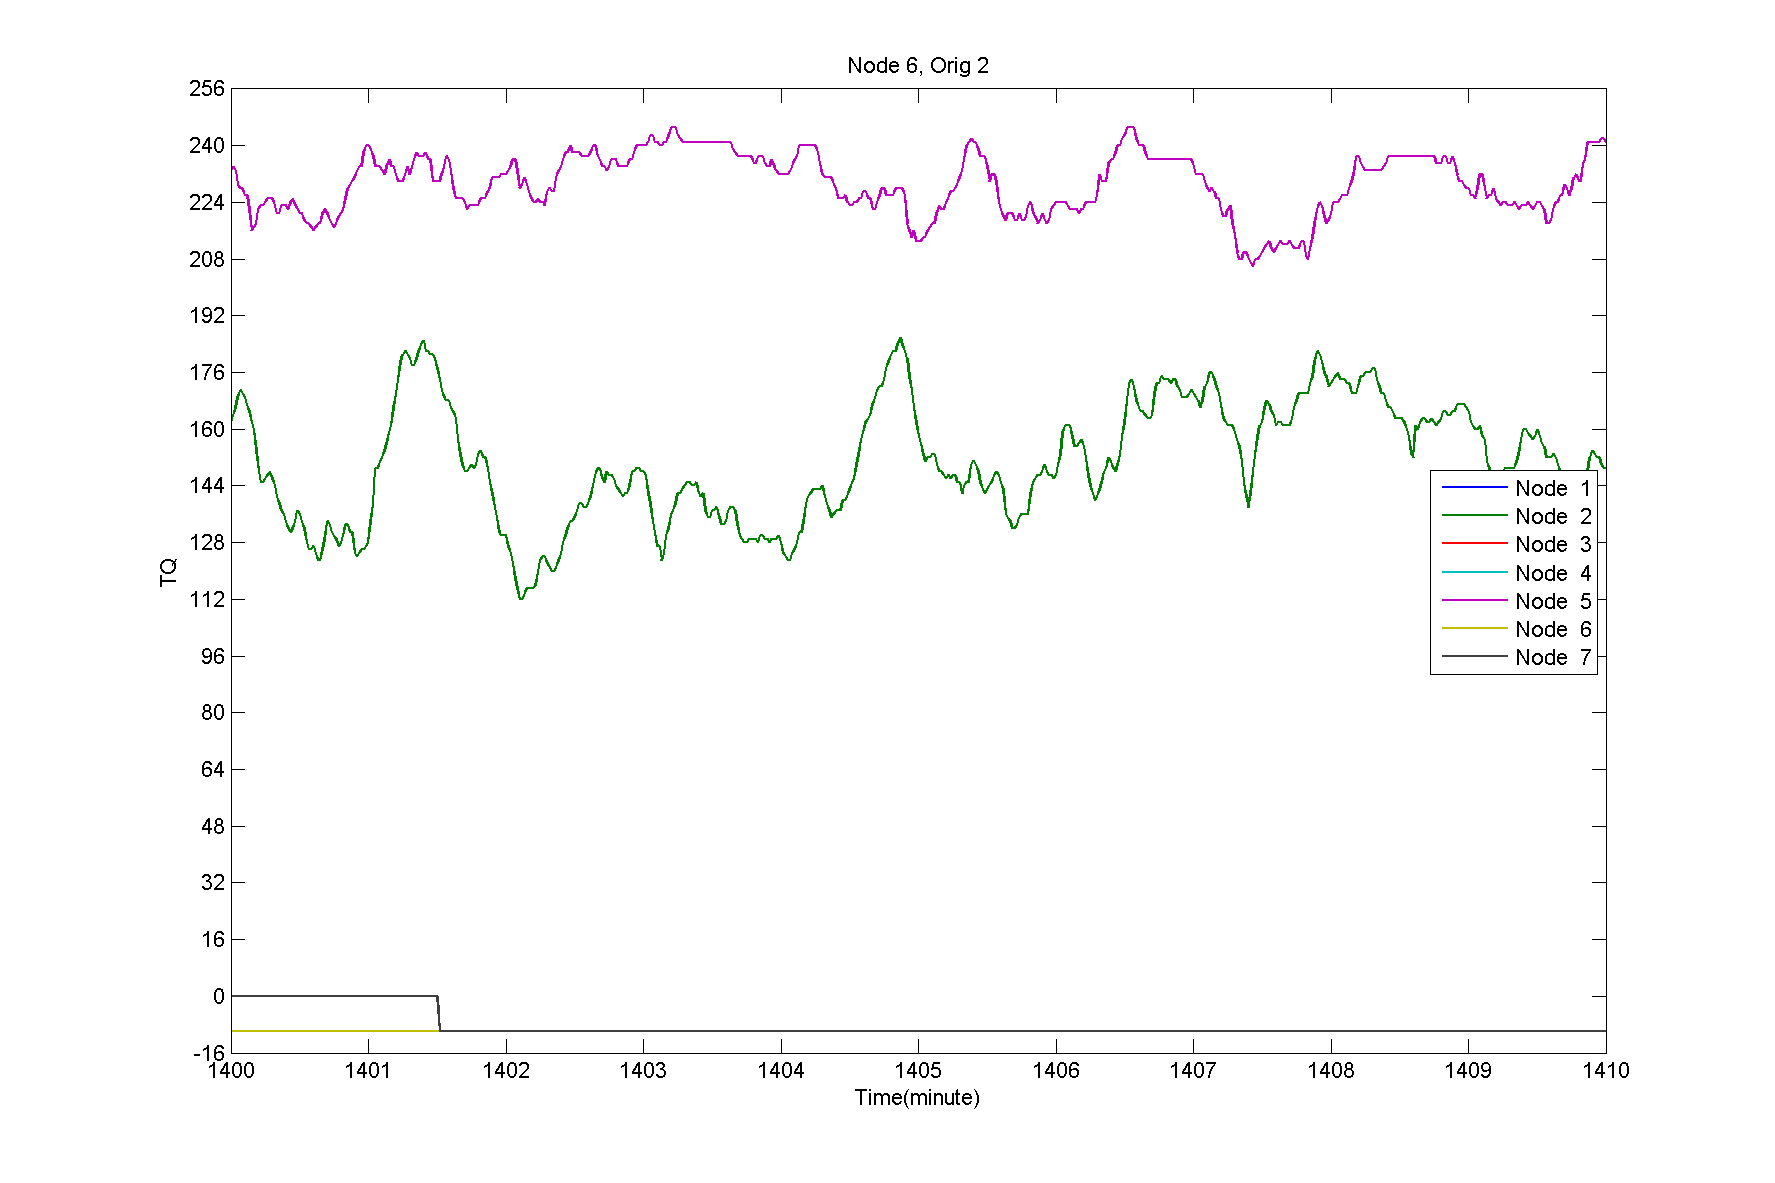 Node 6, Orig 2
256
240
224
208
192
176
160
144
128
112
96
80
64
48
32
16
0
-16
TQ
Node 1
Node 2
Node 3
Node 4
Node 5
Node 6
Node 7
1400 1401 1402 1403 1404 1405 1406 1407 1408 1409 1410
Time(minute)